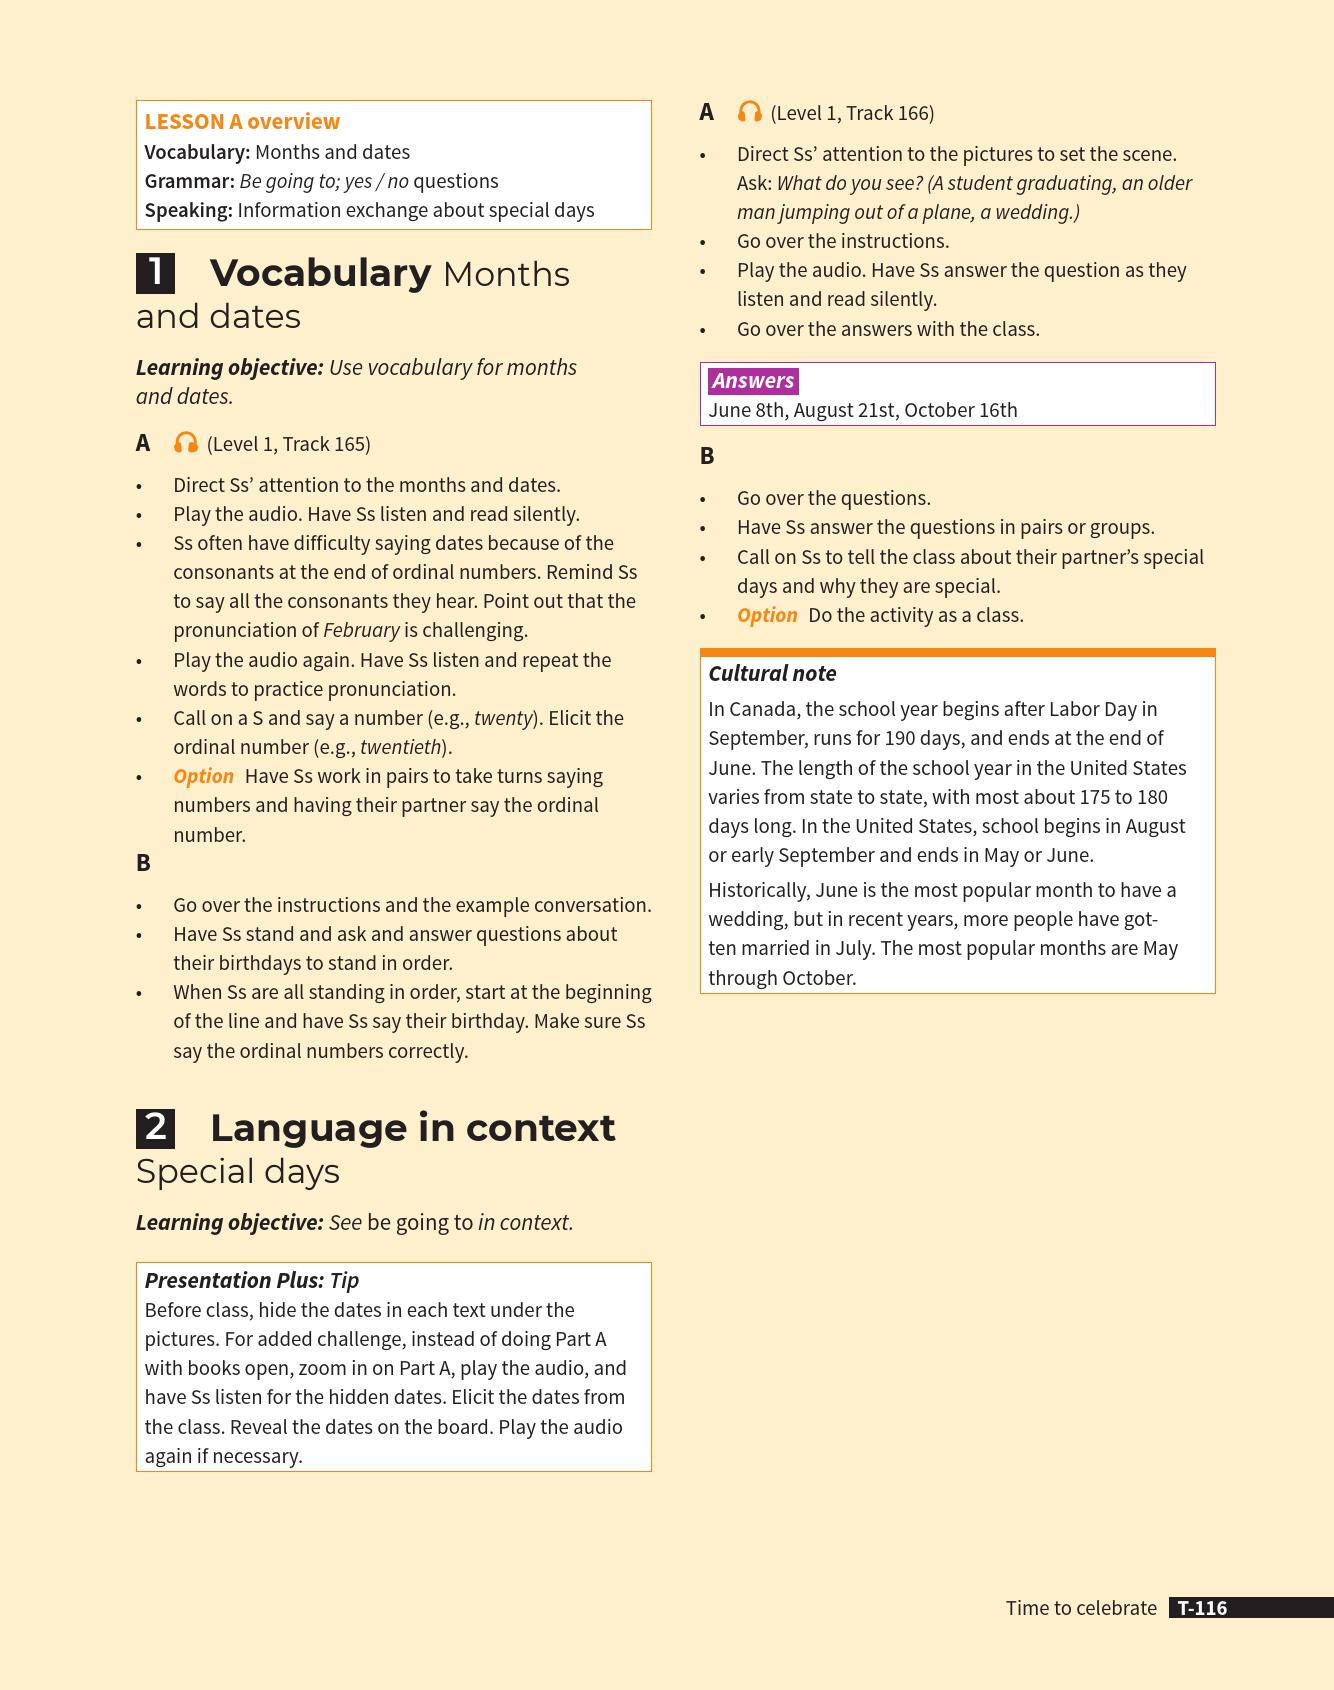 LESSON A overview
Vocabulary: Months and dates
Grammar: Be going to; yes / no questions
Speaking: Information exchange about special days
1 Vocabulary Months
and dates
Learning objective: Use vocabulary for months
and dates.
A (Level 1, Track 165)
• Direct Ss’ attention to the months and dates.
• Play the audio. Have Ss listen and read silently.
• Ss often have difficulty saying dates because of the
consonants at the end of ordinal numbers. Remind Ss
to say all the consonants they hear. Point out that the
pronunciation of February is challenging.
• Play the audio again. Have Ss listen and repeat the
words to practice pronunciation.
• Call on a S and say a number (e.g., twenty). Elicit the
ordinal number (e.g., twentieth).
• Option Have Ss work in pairs to take turns saying
numbers and having their partner say the ordinal
number.
B
• Go over the instructions and the example conversation.
• Have Ss stand and ask and answer questions about
their birthdays to stand in order.
• When Ss are all standing in order, start at the beginning
of the line and have Ss say their birthday. Make sure Ss
say the ordinal numbers correctly.
2 Language in context
Special days
Learning objective: See be going to in context.
Presentation Plus: Tip
Before class, hide the dates in each text under the
pictures. For added challenge, instead of doing Part A
with books open, zoom in on Part A, play the audio, and
have Ss listen for the hidden dates. Elicit the dates from
the class. Reveal the dates on the board. Play the audio
again if necessary.
A (Level 1, Track 166)
• Direct Ss’ attention to the pictures to set the scene.
Ask: What do you see? (A student graduating, an older
man jumping out of a plane, a wedding.)
• Go over the instructions.
• Play the audio. Have Ss answer the question as they
listen and read silently.
• Go over the answers with the class.
Answers
June 8th, August 21st, October 16th
B
• Go over the questions.
• Have Ss answer the questions in pairs or groups.
• Call on Ss to tell the class about their partner’s special
days and why they are special.
• Option Do the activity as a class.
Cultural note
In Canada, the school year begins after Labor Day in
September, runs for 190 days, and ends at the end of
June. The length of the school year in the United States
varies from state to state, with most about 175 to 180
days long. In the United States, school begins in August
or early September and ends in May or June.
Historically, June is the most popular month to have a
wedding, but in recent years, more people have got-
ten married in July. The most popular months are May
through October.
Time to celebrate T-116